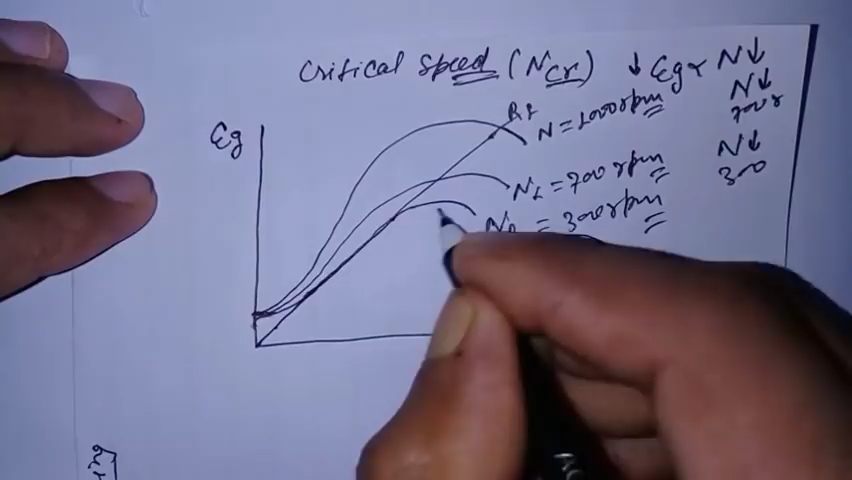 Critical Speed (Ncr) ↓ Eg ∝ N↓
N↓
700 r
N↓
300
Eg
Rf
N = 1000 rpm
N1 = 700 rpm
N2 = 300 rpm